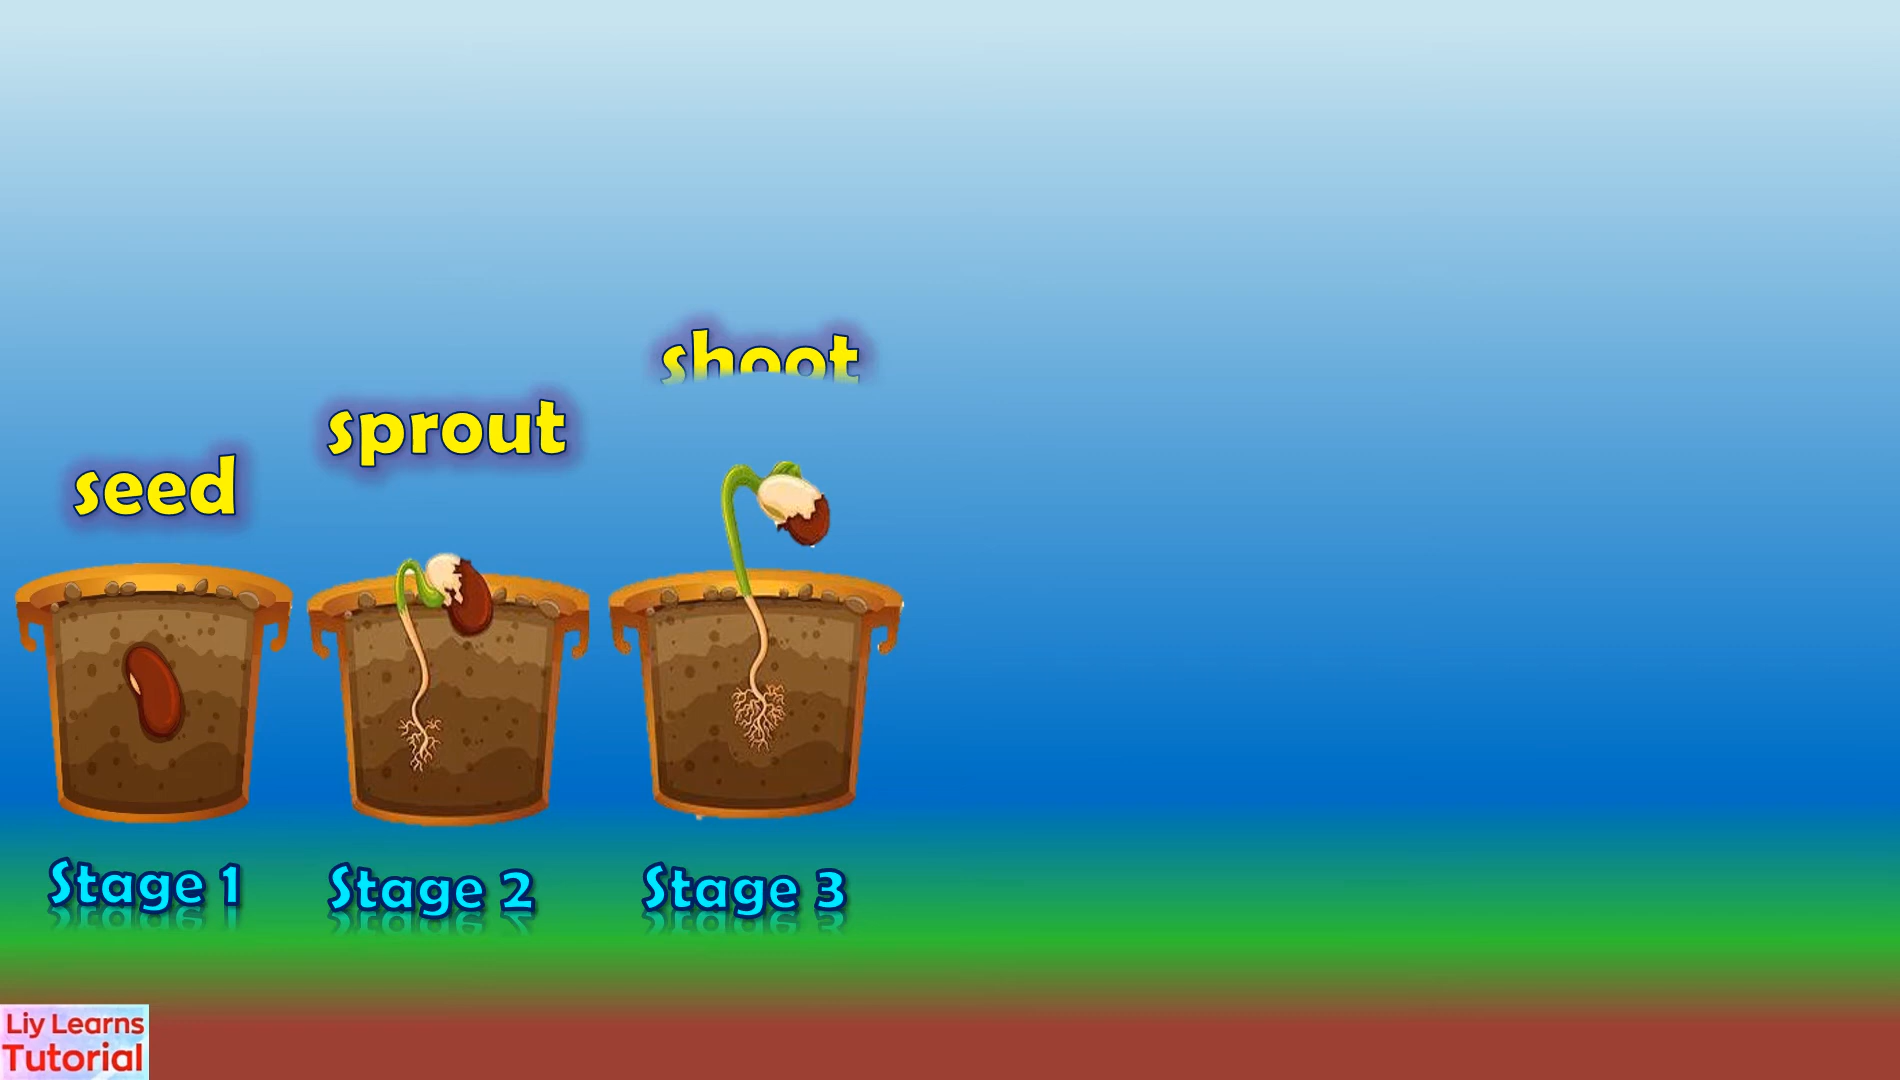 shoot
sprout
seed
Stage 1
Stage 2
Stage 3
Liy Learns
Tutorial